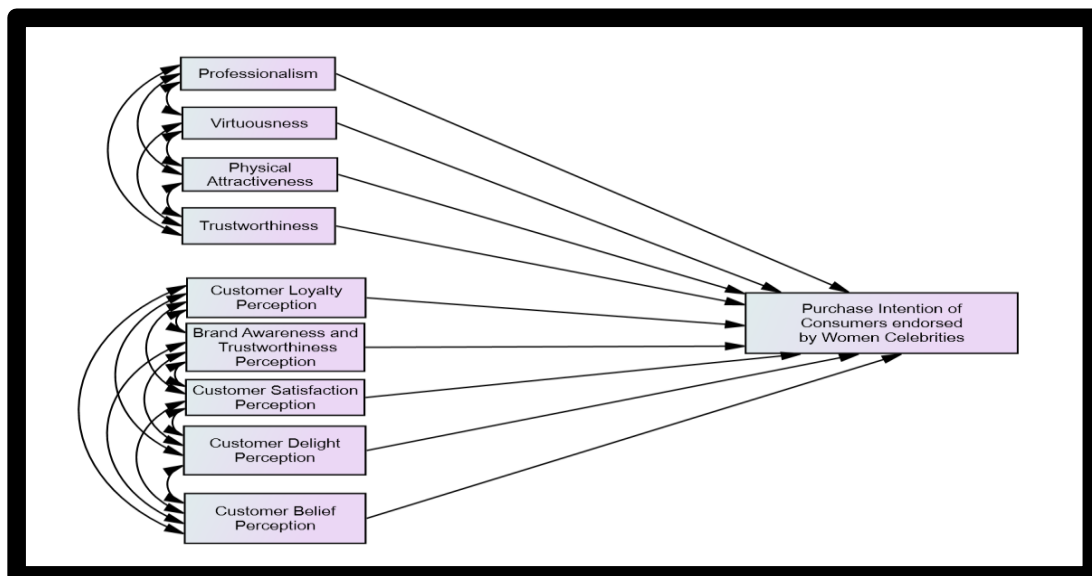 Professionalism
Virtuousness
Physical
Attractiveness
Trustworthiness
Customer Loyalty
Perception
Brand Awareness and
Trustworthiness
Perception
Customer Satisfaction
Perception
Customer Delight
Perception
Customer Belief
Perception
Purchase Intention of
Consumers endorsed
by Women Celebrities